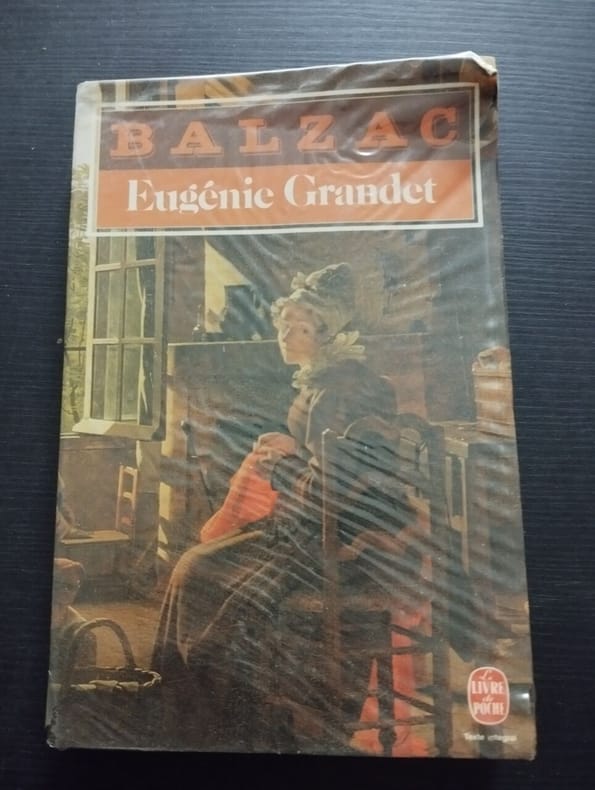 BALZAC
Eugénie Grandet
Le
LIVRE
de
POCHE
Texte intégral